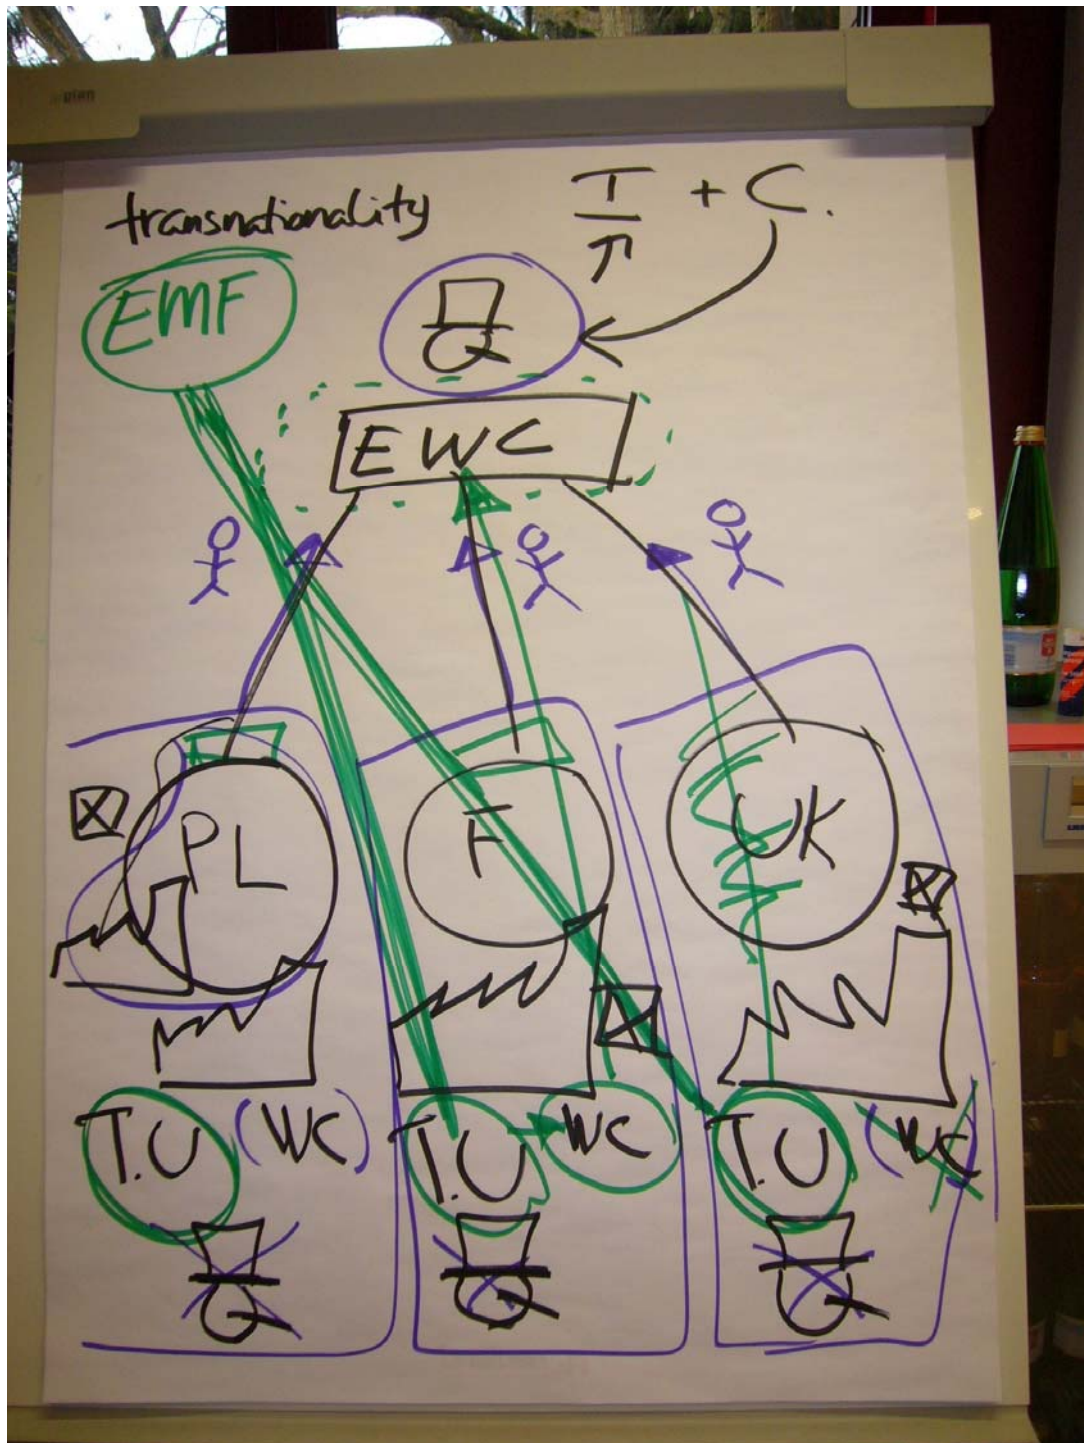 transnationality
I + C.
EMF
EWC
PL
F
UK
T.U (WC)
T.U WC
T.U (WC)